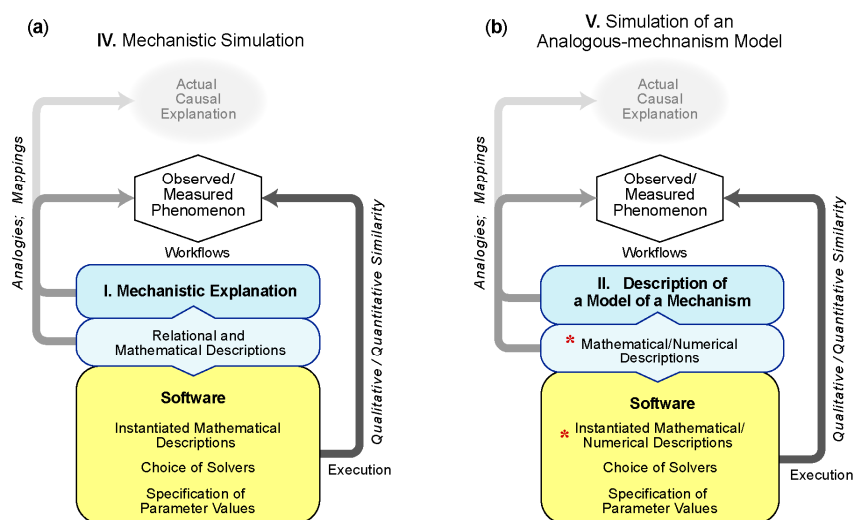 (a)
IV. Mechanistic Simulation
Actual
Causal
Explanation
Analogies; Mappings
Observed/
Measured
Phenomenon
Workflows
I. Mechanistic Explanation
Relational and
Mathematical Descriptions
Software
Instantiated Mathematical
Descriptions
Choice of Solvers
Specification of
Parameter Values
Execution
Qualitative / Quantitative Similarity
(b)
V. Simulation of an
Analogous-mechnanism Model
Actual
Causal
Explanation
Analogies; Mappings
Observed/
Measured
Phenomenon
Workflows
II. Description of
a Model of a Mechanism
* Mathematical/Numerical
Descriptions
Software
* Instantiated Mathematical/
Numerical Descriptions
Choice of Solvers
Specification of
Parameter Values
Execution
Qualitative / Quantitative Similarity